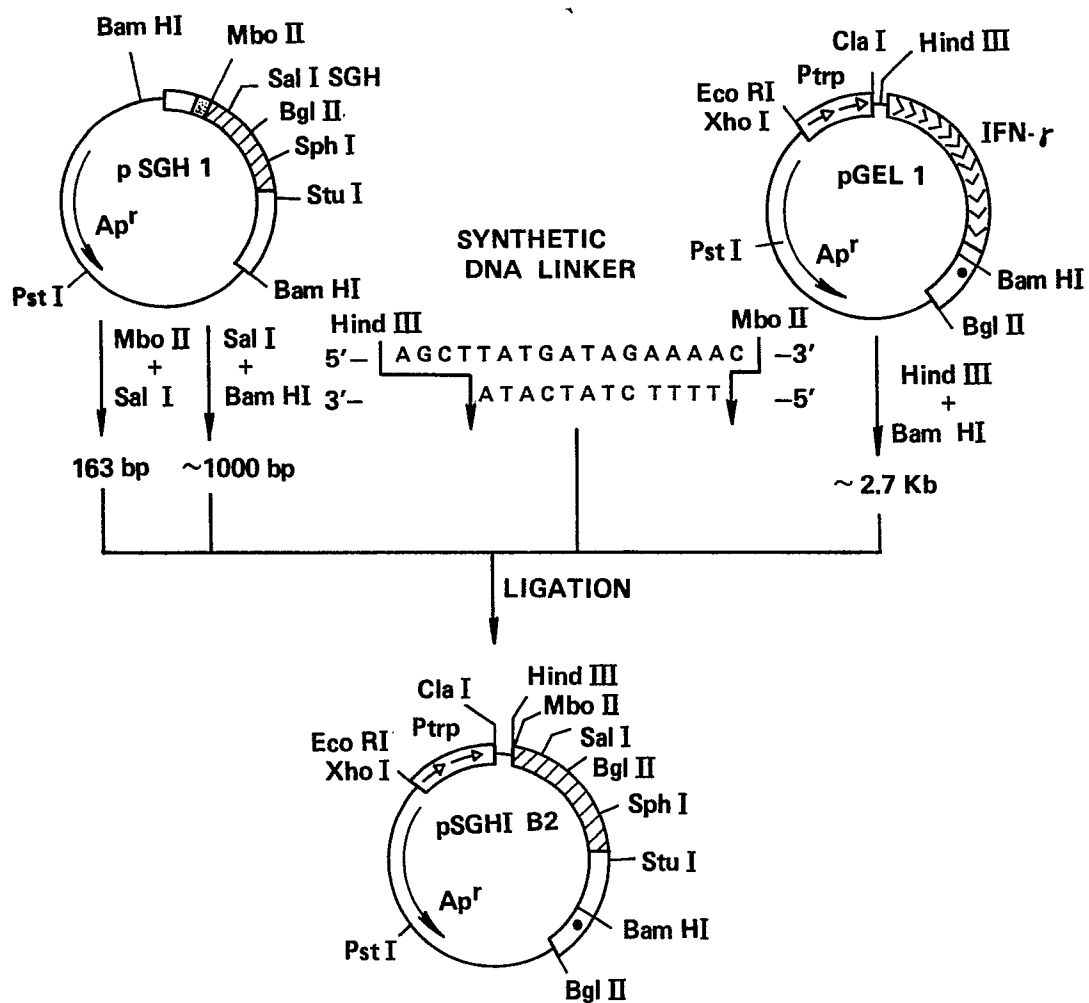 Bam HI
Mbo II
Sal I SGH
Bgl II
Sph I
Stu I
p SGH 1
Apr
Pst I
Bam HI
Cla I
Hind III
Ptrp
Eco RI
Xho I
IFN-γ
pGEL 1
Pst I
Apr
Bam HI
Bgl II
SYNTHETIC
DNA LINKER
Mbo II
+
Sal I
Sal I
+
Bam HI
Hind III
Mbo II
5'– AGCTTATGATAGAAAAC –3'
3'– ATACTATC TTTT –5'
Hind III
+
Bam HI
163 bp
~1000 bp
~ 2.7 Kb
LIGATION
Hind III
Cla I
Mbo II
Ptrp
Sal I
Eco RI
Bgl II
Xho I
Sph I
pSGHI B2
Stu I
Apr
Bam HI
Pst I
Bgl II